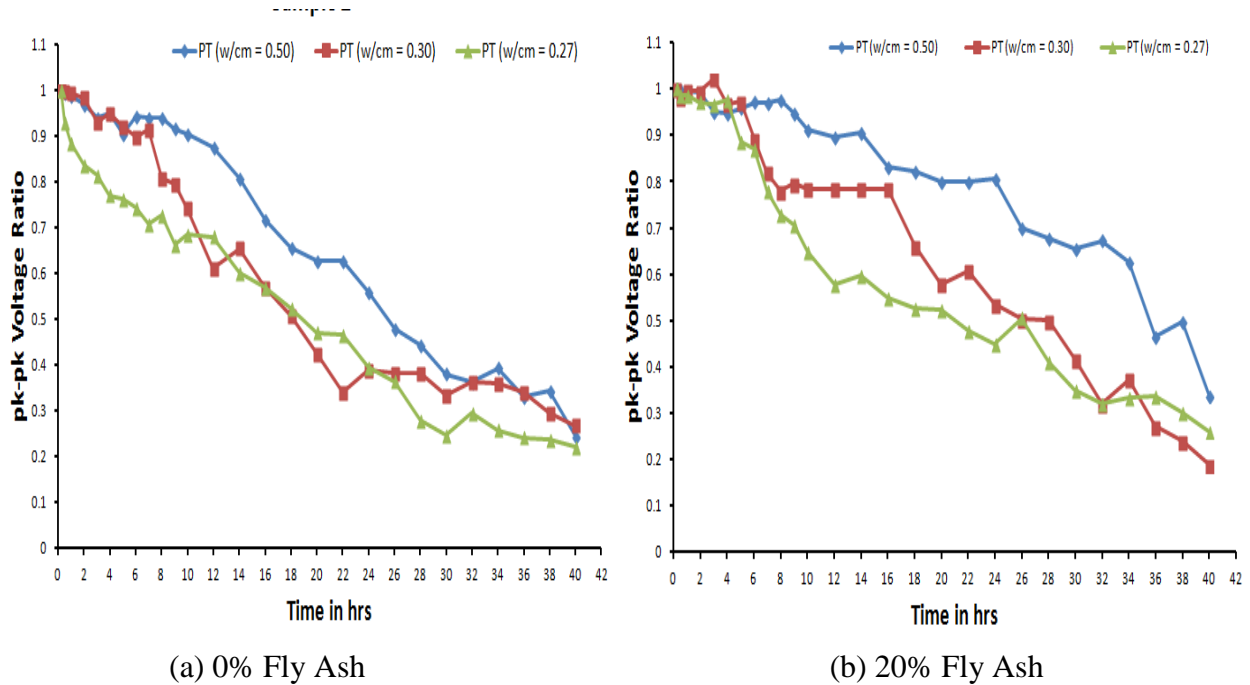 PT (w/cm = 0.50) PT (w/cm = 0.30) PT (w/cm = 0.27)
1.1
1
0.9
0.8
0.7
0.6
0.5
0.4
0.3
0.2
0.1
0
pk-pk Voltage Ratio
0 2 4 6 8 10 12 14 16 18 20 22 24 26 28 30 32 34 36 38 40 42
Time in hrs
(a) 0% Fly Ash
PT (w/cm = 0.50) PT (w/cm = 0.30) PT (w/cm = 0.27)
1.1
1
0.9
0.8
0.7
0.6
0.5
0.4
0.3
0.2
0.1
0
pk-pk Voltage Ratio
0 2 4 6 8 10 12 14 16 18 20 22 24 26 28 30 32 34 36 38 40 42
Time in hrs
(b) 20% Fly Ash